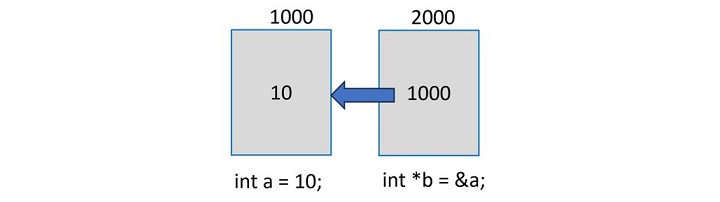 1000 2000
10 1000
int a = 10; int *b = &a;